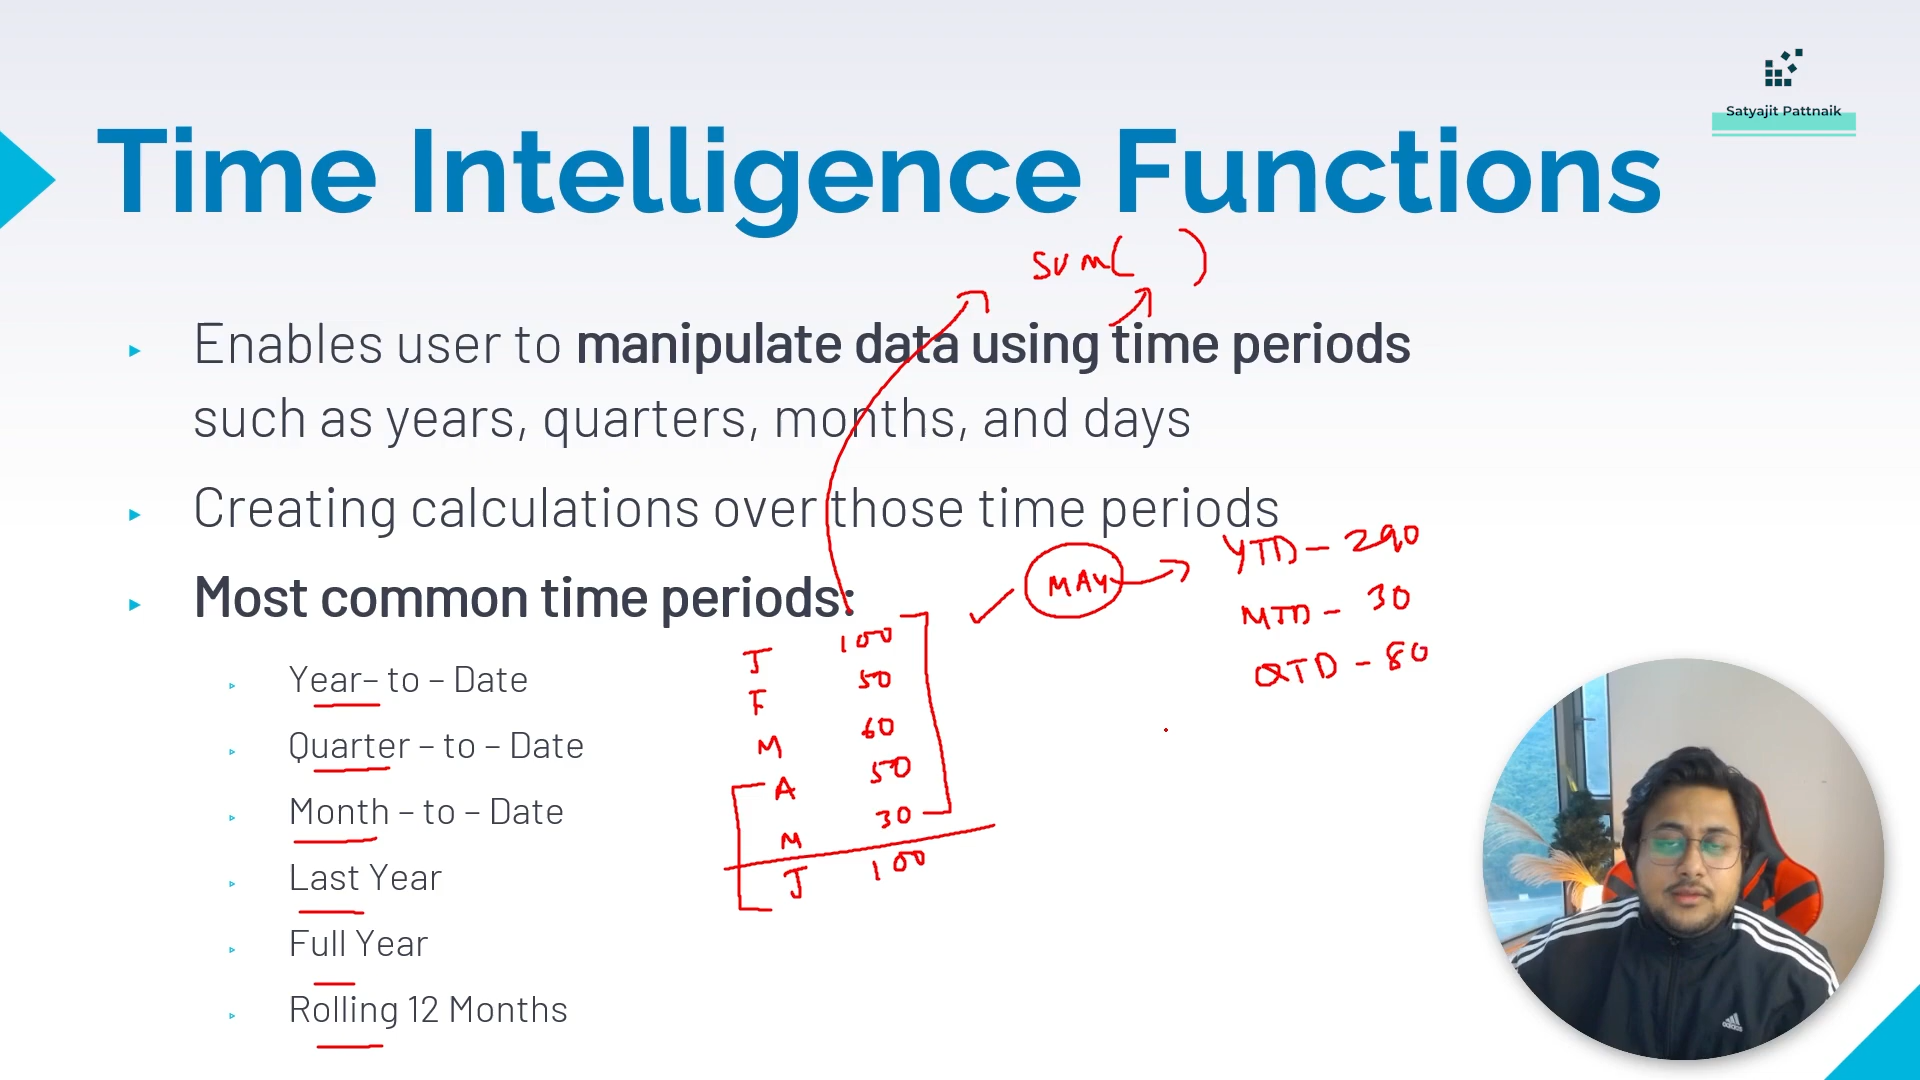 Satyajit Pattnaik
Time Intelligence Functions
SUM( )
Enables user to manipulate data using time periods
such as years, quarters, months, and days
Creating calculations over those time periods
MAY
YTD - 290
MTD - 30
QTD - 80
Most common time periods:
Year– to – Date
Quarter – to – Date
Month – to – Date
Last Year
Full Year
Rolling 12 Months
J 100
F 50
M 60
A 50
M 30
J 100
adidas